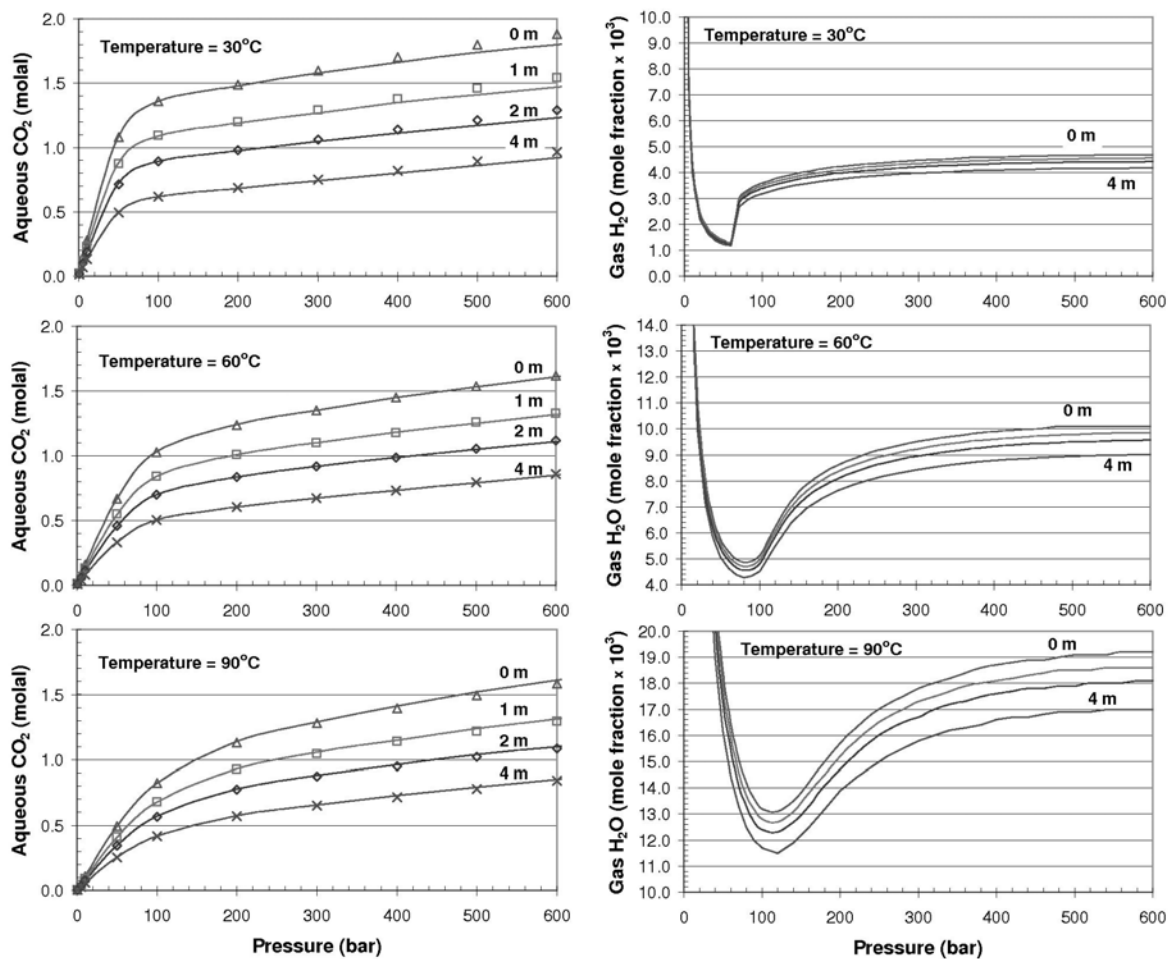 Aqueous CO₂ (molal)
2.0
1.5
1.0
0.5
0.0
Temperature = 30°C
0 m
1 m
2 m
4 m
0 100 200 300 400 500 600
Gas H₂O (mole fraction x 10³)
10.0
9.0
8.0
7.0
6.0
5.0
4.0
3.0
2.0
1.0
0.0
Temperature = 30°C
0 m
4 m
0 100 200 300 400 500 600
Aqueous CO₂ (molal)
2.0
1.5
1.0
0.5
0.0
Temperature = 60°C
0 m
1 m
2 m
4 m
0 100 200 300 400 500 600
Gas H₂O (mole fraction x 10³)
14.0
13.0
12.0
11.0
10.0
9.0
8.0
7.0
6.0
5.0
4.0
Temperature = 60°C
0 m
4 m
0 100 200 300 400 500 600
Aqueous CO₂ (molal)
2.0
1.5
1.0
0.5
0.0
Temperature = 90°C
0 m
1 m
2 m
4 m
0 100 200 300 400 500 600
Pressure (bar)
Gas H₂O (mole fraction x 10³)
20.0
19.0
18.0
17.0
16.0
15.0
14.0
13.0
12.0
11.0
10.0
Temperature = 90°C
0 m
4 m
0 100 200 300 400 500 600
Pressure (bar)